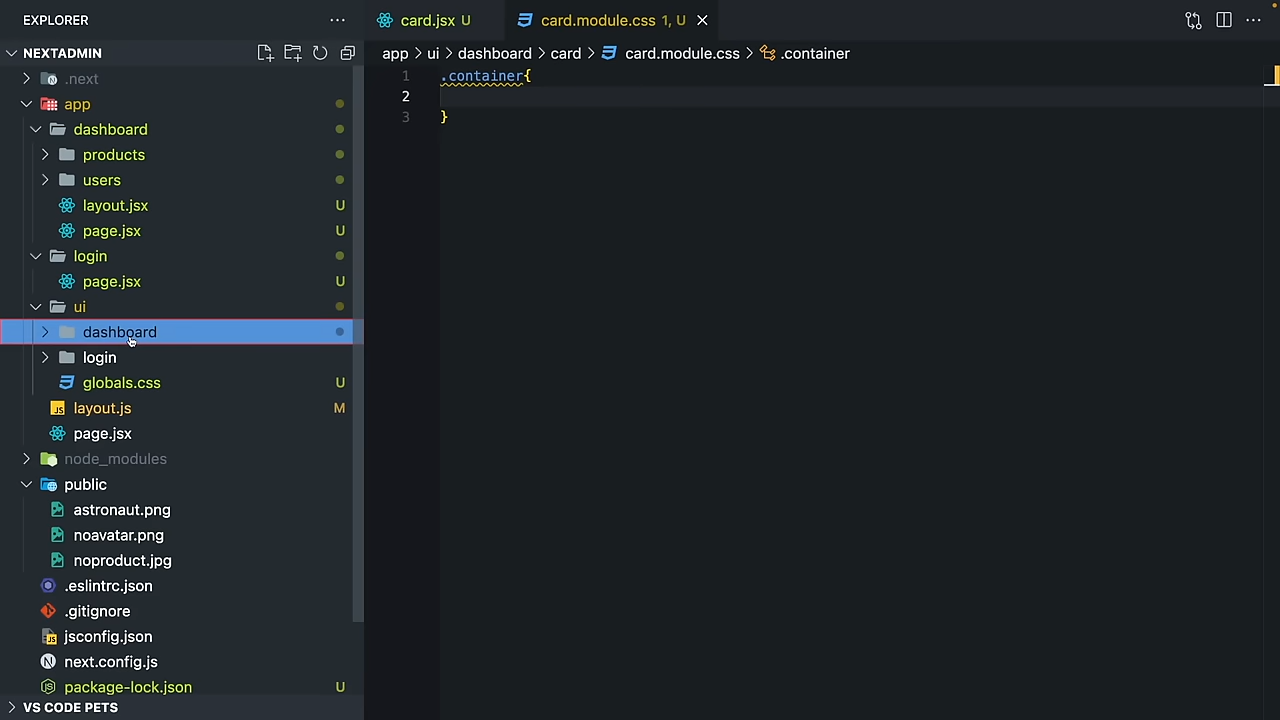 EXPLORER
NEXTADMIN
.next
app
dashboard
products
users
layout.jsx U
page.jsx U
login
page.jsx U
ui
dashboard
login
globals.css U
layout.js M
page.jsx
node_modules
public
astronaut.png
noavatar.png
noproduct.jpg
.eslintrc.json
.gitignore
jsconfig.json
next.config.js
package-lock.json U
VS CODE PETS
card.jsx U card.module.css 1, U
app > ui > dashboard > card > card.module.css > .container
1 .container{
2
3 }